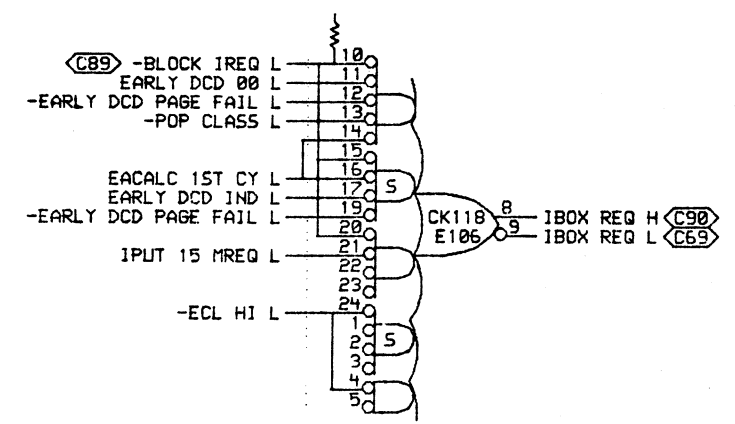 10
C89 -BLOCK IREQ L
11
EARLY DCD 00 L
12
-EARLY DCD PAGE FAIL L
13
-POP CLASS L
14
15
16
EACALC 1ST CY L
S
17
EARLY DCD IND L
19
-EARLY DCD PAGE FAIL L
CK118 8 IBOX REQ H C90
20
E106 9 IBOX REQ L C69
21
IPUT 15 MREQ L
22
23
24
-ECL HI L
1
S
2
3
4
5